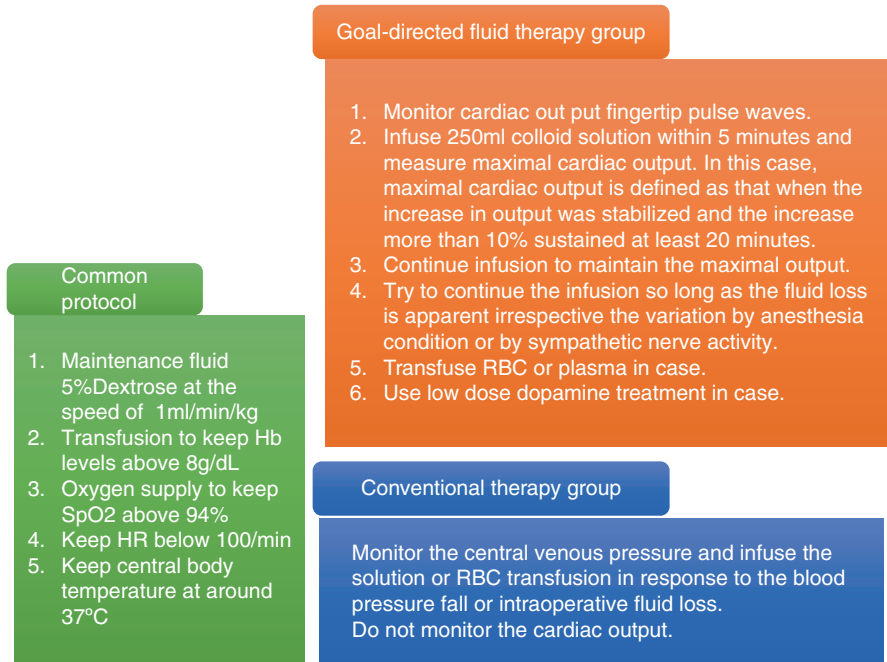 Goal-directed fluid therapy group
1. Monitor cardiac out put fingertip pulse waves.
2. Infuse 250ml colloid solution within 5 minutes and
measure maximal cardiac output. In this case,
maximal cardiac output is defined as that when the
increase in output was stabilized and the increase
more than 10% sustained at least 20 minutes.
3. Continue infusion to maintain the maximal output.
4. Try to continue the infusion so long as the fluid loss
is apparent irrespective the variation by anesthesia
condition or by sympathetic nerve activity.
5. Transfuse RBC or plasma in case.
6. Use low dose dopamine treatment in case.
Common
protocol
1. Maintenance fluid
5%Dextrose at the
speed of 1ml/min/kg
2. Transfusion to keep Hb
levels above 8g/dL
3. Oxygen supply to keep
SpO2 above 94%
4. Keep HR below 100/min
5. Keep central body
temperature at around
37ºC
Conventional therapy group
Monitor the central venous pressure and infuse the
solution or RBC transfusion in response to the blood
pressure fall or intraoperative fluid loss.
Do not monitor the cardiac output.